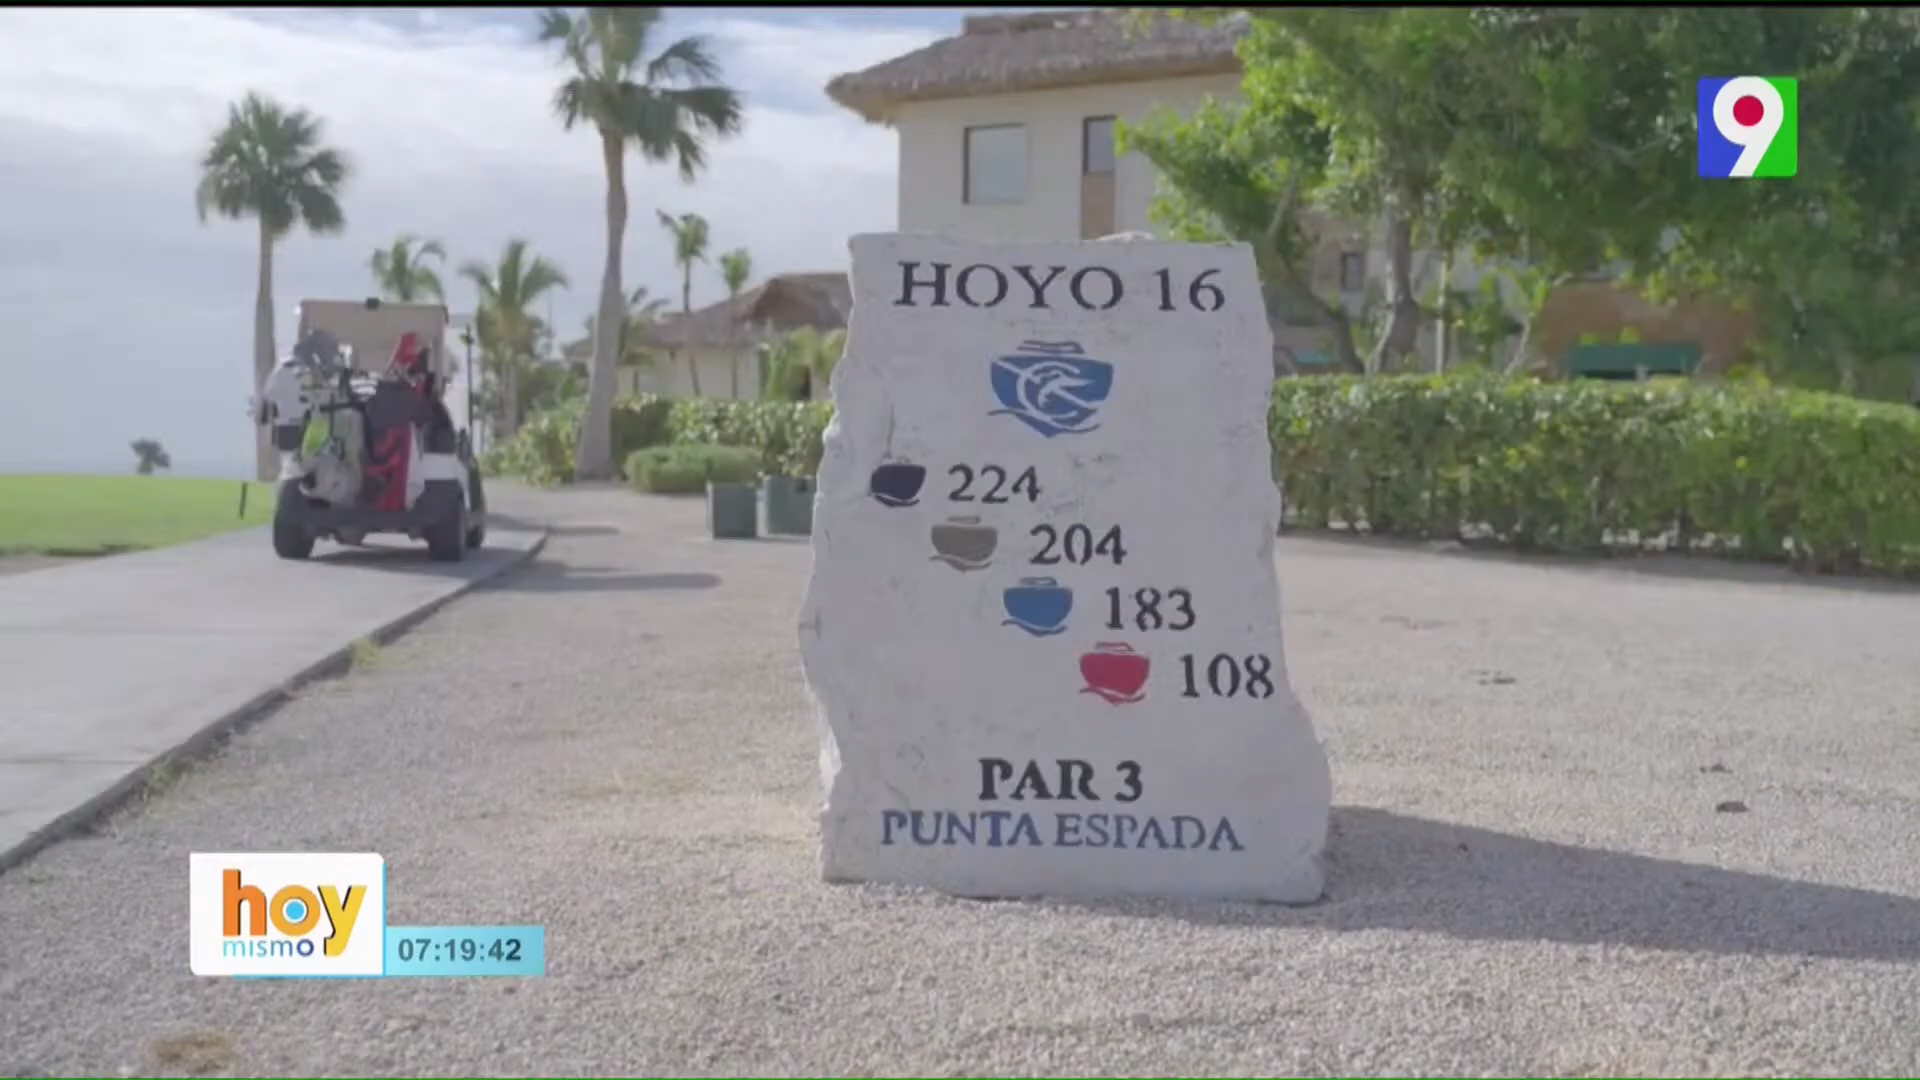 9
HOYO 16
224
204
183
108
PAR 3
PUNTA ESPADA
hoy
mismo
07:19:42